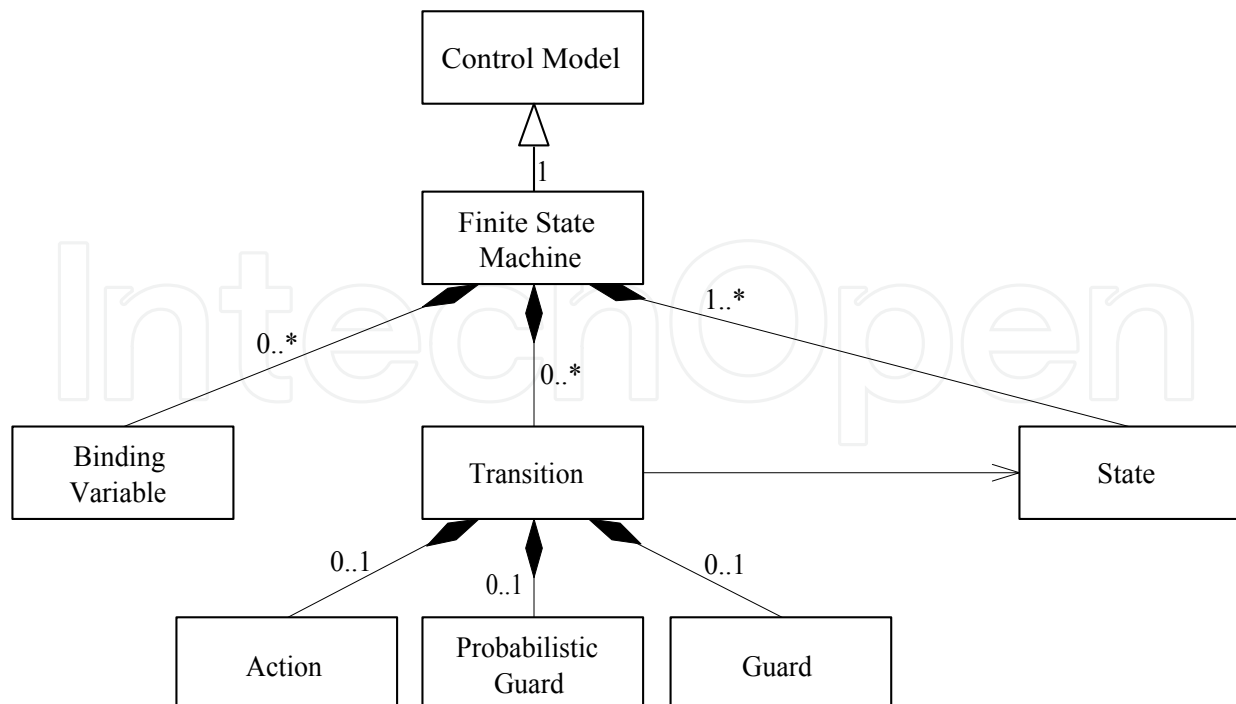 Control Model
1
Finite State
Machine
1..*
0..*
0..*
Binding
Variable
Transition
State
0..1
0..1
0..1
Action
Probabilistic
Guard
Guard
IntechOpen